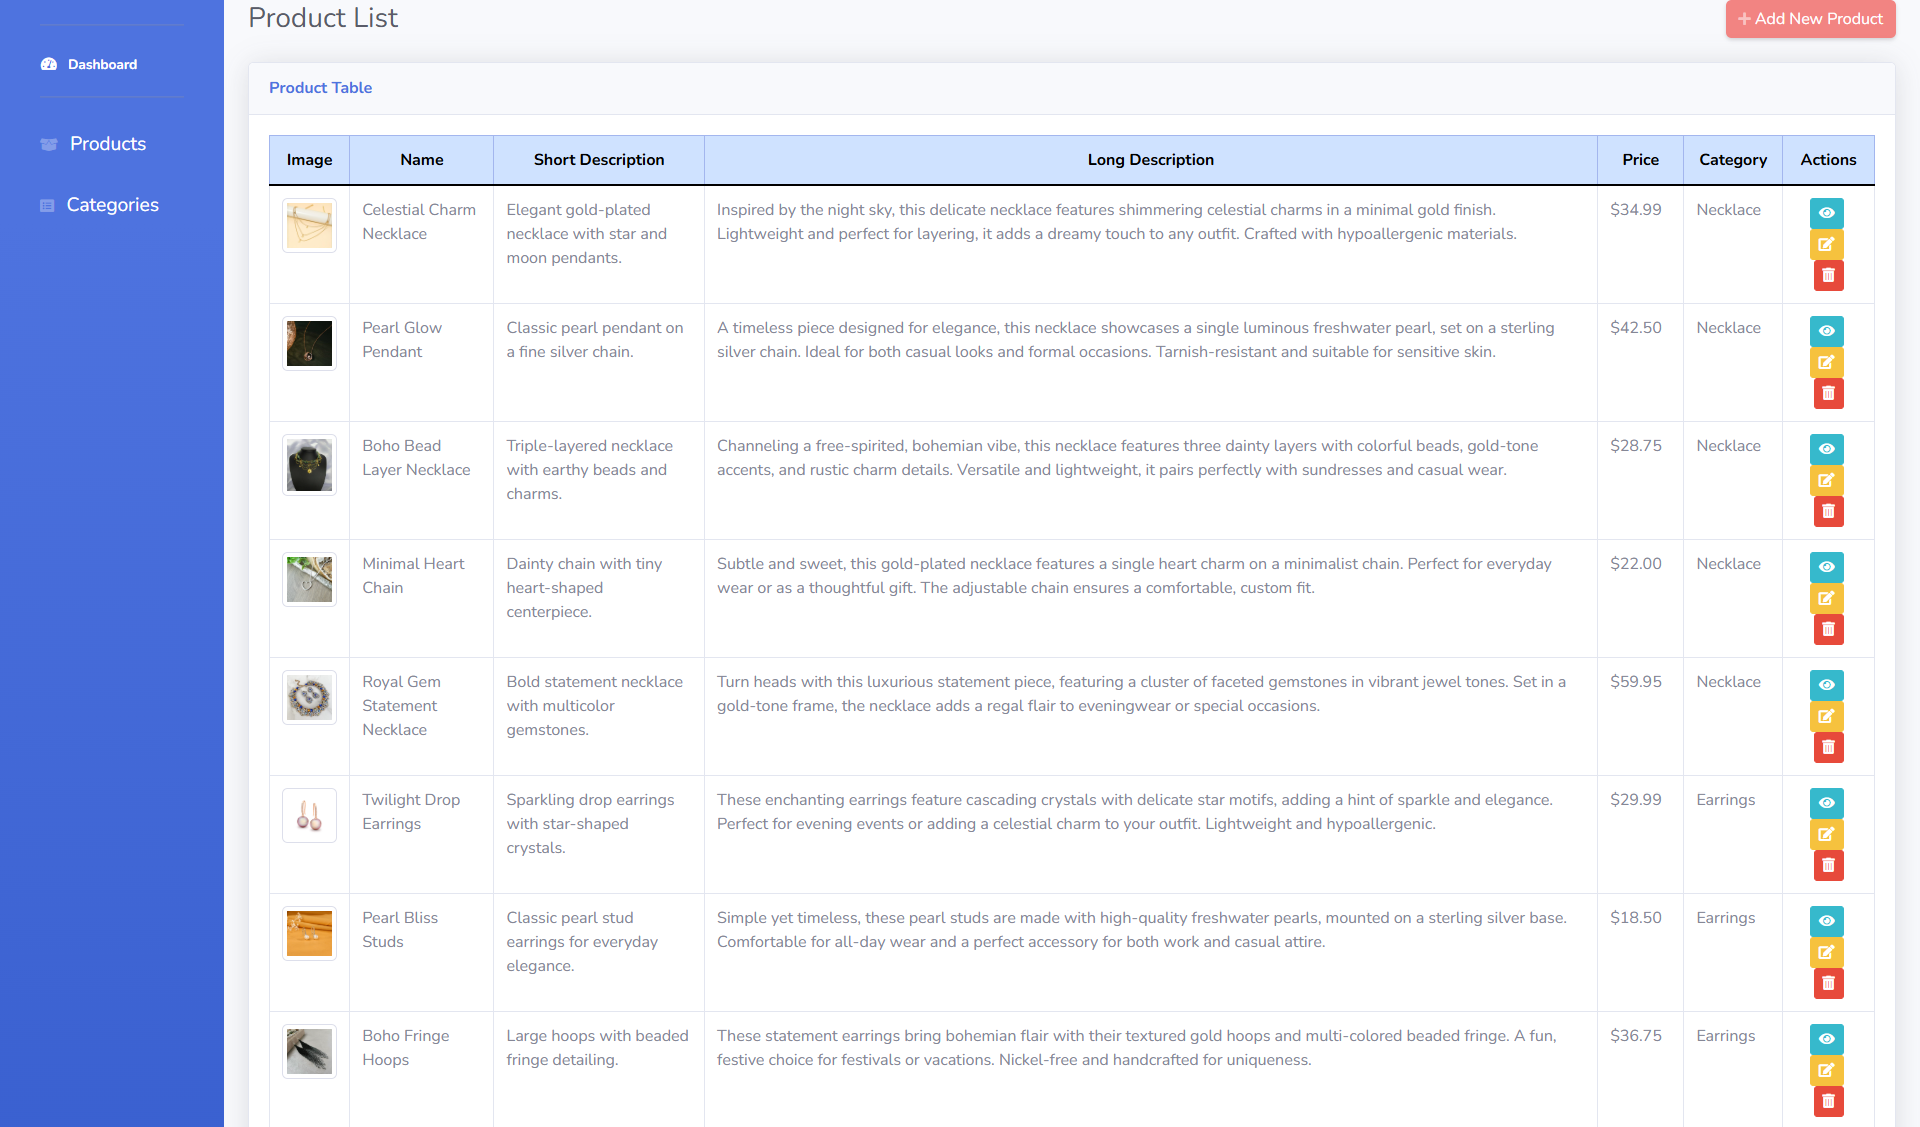 Dashboard
Products
Categories
Product List
+ Add New Product
Product Table
Image Name Short Description Long Description Price Category Actions
Celestial Charm
Necklace
Elegant gold-plated
necklace with star and
moon pendants.
Inspired by the night sky, this delicate necklace features shimmering celestial charms in a minimal gold finish.
Lightweight and perfect for layering, it adds a dreamy touch to any outfit. Crafted with hypoallergenic materials.
$34.99
Necklace
Pearl Glow
Pendant
Classic pearl pendant on
a fine silver chain.
A timeless piece designed for elegance, this necklace showcases a single luminous freshwater pearl, set on a sterling
silver chain. Ideal for both casual looks and formal occasions. Tarnish-resistant and suitable for sensitive skin.
$42.50
Necklace
Boho Bead
Layer Necklace
Triple-layered necklace
with earthy beads and
charms.
Channeling a free-spirited, bohemian vibe, this necklace features three dainty layers with colorful beads, gold-tone
accents, and rustic charm details. Versatile and lightweight, it pairs perfectly with sundresses and casual wear.
$28.75
Necklace
Minimal Heart
Chain
Dainty chain with tiny
heart-shaped
centerpiece.
Subtle and sweet, this gold-plated necklace features a single heart charm on a minimalist chain. Perfect for everyday
wear or as a thoughtful gift. The adjustable chain ensures a comfortable, custom fit.
$22.00
Necklace
Royal Gem
Statement
Necklace
Bold statement necklace
with multicolor
gemstones.
Turn heads with this luxurious statement piece, featuring a cluster of faceted gemstones in vibrant jewel tones. Set in a
gold-tone frame, the necklace adds a regal flair to eveningwear or special occasions.
$59.95
Necklace
Twilight Drop
Earrings
Sparkling drop earrings
with star-shaped
crystals.
These enchanting earrings feature cascading crystals with delicate star motifs, adding a hint of sparkle and elegance.
Perfect for evening events or adding a celestial charm to your outfit. Lightweight and hypoallergenic.
$29.99
Earrings
Pearl Bliss
Studs
Classic pearl stud
earrings for everyday
elegance.
Simple yet timeless, these pearl studs are made with high-quality freshwater pearls, mounted on a sterling silver base.
Comfortable for all-day wear and a perfect accessory for both work and casual attire.
$18.50
Earrings
Boho Fringe
Hoops
Large hoops with beaded
fringe detailing.
These statement earrings bring bohemian flair with their textured gold hoops and multi-colored beaded fringe. A fun,
festive choice for festivals or vacations. Nickel-free and handcrafted for uniqueness.
$36.75
Earrings